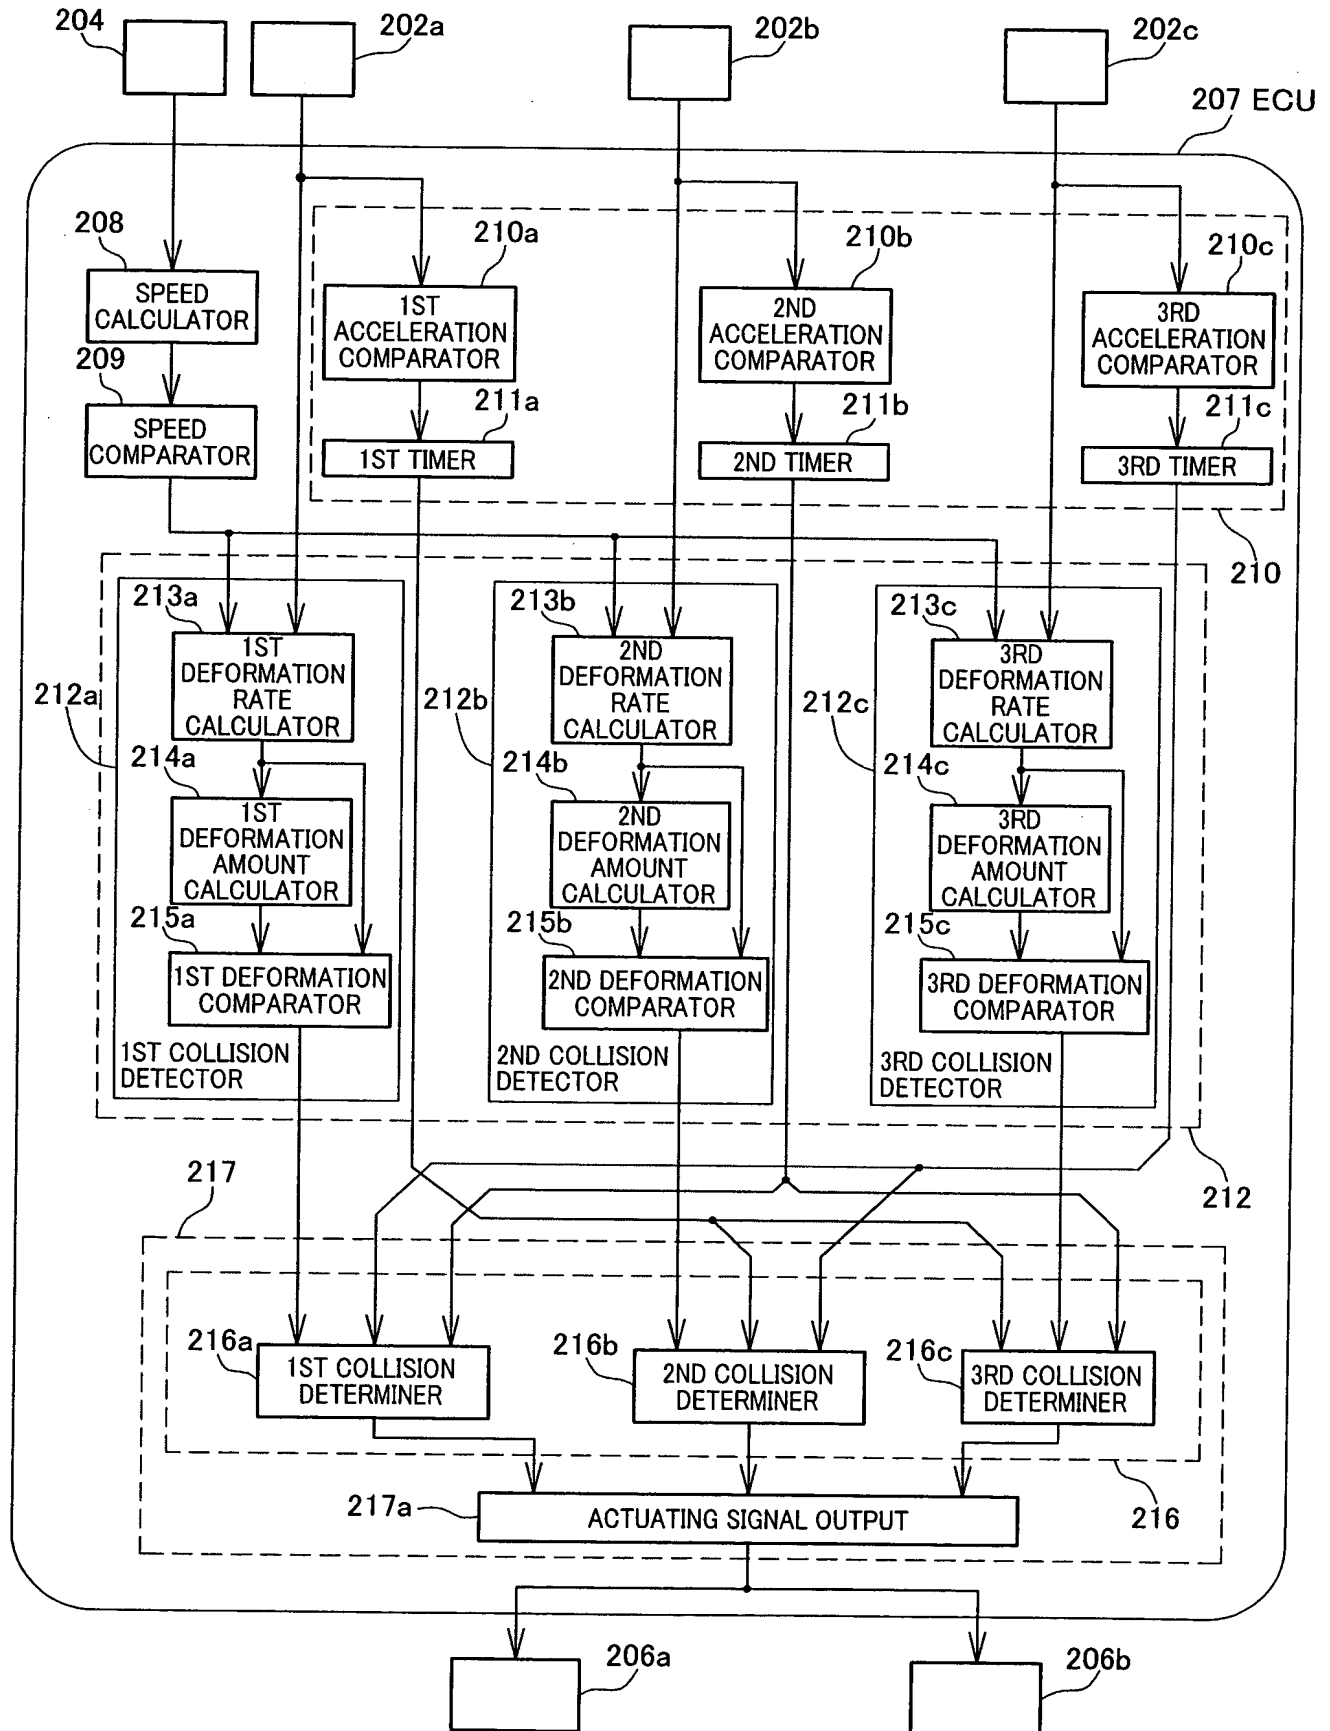 204
202a
202b
202c
207 ECU
208
SPEED
CALCULATOR
209
SPEED
COMPARATOR
210a
1ST
ACCELERATION
COMPARATOR
211a
1ST TIMER
210b
2ND
ACCELERATION
COMPARATOR
211b
2ND TIMER
210c
3RD
ACCELERATION
COMPARATOR
211c
3RD TIMER
210
212a
213a
1ST
DEFORMATION
RATE
CALCULATOR
214a
1ST
DEFORMATION
AMOUNT
CALCULATOR
215a
1ST DEFORMATION
COMPARATOR
1ST COLLISION
DETECTOR
212b
213b
2ND
DEFORMATION
RATE
CALCULATOR
214b
2ND
DEFORMATION
AMOUNT
CALCULATOR
215b
2ND DEFORMATION
COMPARATOR
2ND COLLISION
DETECTOR
212c
213c
3RD
DEFORMATION
RATE
CALCULATOR
214c
3RD
DEFORMATION
AMOUNT
CALCULATOR
215c
3RD DEFORMATION
COMPARATOR
3RD COLLISION
DETECTOR
212
217
216a
1ST COLLISION
DETERMINER
216b
2ND COLLISION
DETERMINER
216c
3RD COLLISION
DETERMINER
216
217a
ACTUATING SIGNAL OUTPUT
206a
206b